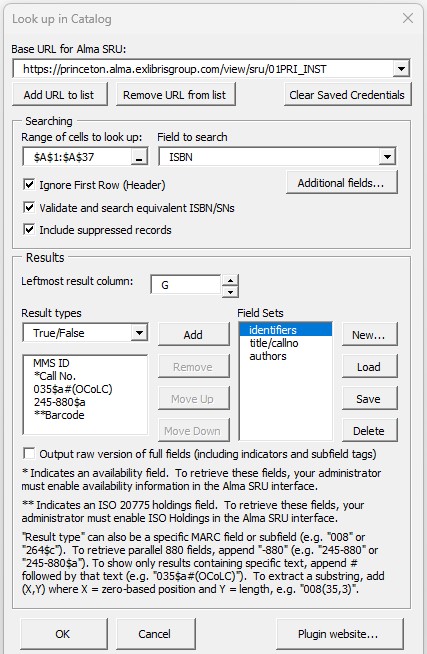 Look up in Catalog
Base URL for Alma SRU:
https://princeton.alma.exlibrisgroup.com/view/sru/01PRI_INST
Add URL to list
Remove URL from list
Clear Saved Credentials
Searching
Range of cells to look up:
Field to search
$A$1:$A$37
ISBN
Ignore First Row (Header)
Additional fields...
Validate and search equivalent ISBN/SNs
Include suppressed records
Results
Leftmost result column:
G
Result types
Field Sets
True/False
Add
identifiers
title/callno
authors
New...
MMS ID
*Call No.
035$a#(OCoLC)
245-880$a
**Barcode
Remove
Load
Move Up
Save
Move Down
Delete
Output raw version of full fields (including indicators and subfield tags)
* Indicates an availability field. To retrieve these fields, your administrator
must enable availability information in the Alma SRU interface.
** Indicates an ISO 20775 holdings field. To retrieve these fields, your
administrator must enable ISO Holdings in the Alma SRU interface.
"Result type" can also be a specific MARC field or subfield (e.g. "008" or
"264$c"). To retrieve parallel 880 fields, append "-880" (e.g. "245-880" or
"245-880$a"). To show only results containing specific text, append #
followed by that text (e.g. "035$a#(OCoLC)"). To extract a substring, add
(X,Y) where X = zero-based position and Y = length, e.g. "008(35,3)".
OK
Cancel
Plugin website...